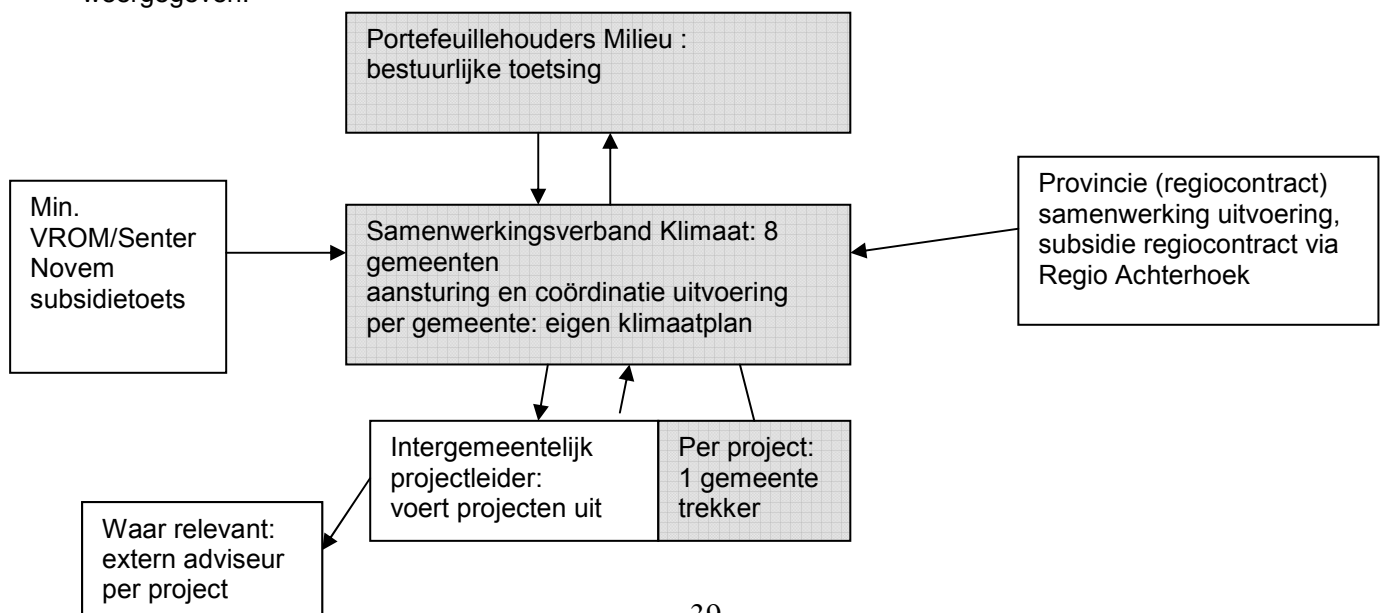 weergegeven.
Portefeuillehouders Milieu :
bestuurlijke toetsing
Min.
VROM/Senter
Novem
subsidietoets
Samenwerkingsverband Klimaat: 8
gemeenten
aansturing en coördinatie uitvoering
per gemeente: eigen klimaatplan
Provincie (regiocontract)
samenwerking uitvoering,
subsidie regiocontract via
Regio Achterhoek
Intergemeentelijk
projectleider:
voert projecten uit
Per project:
1 gemeente
trekker
Waar relevant:
extern adviseur
per project